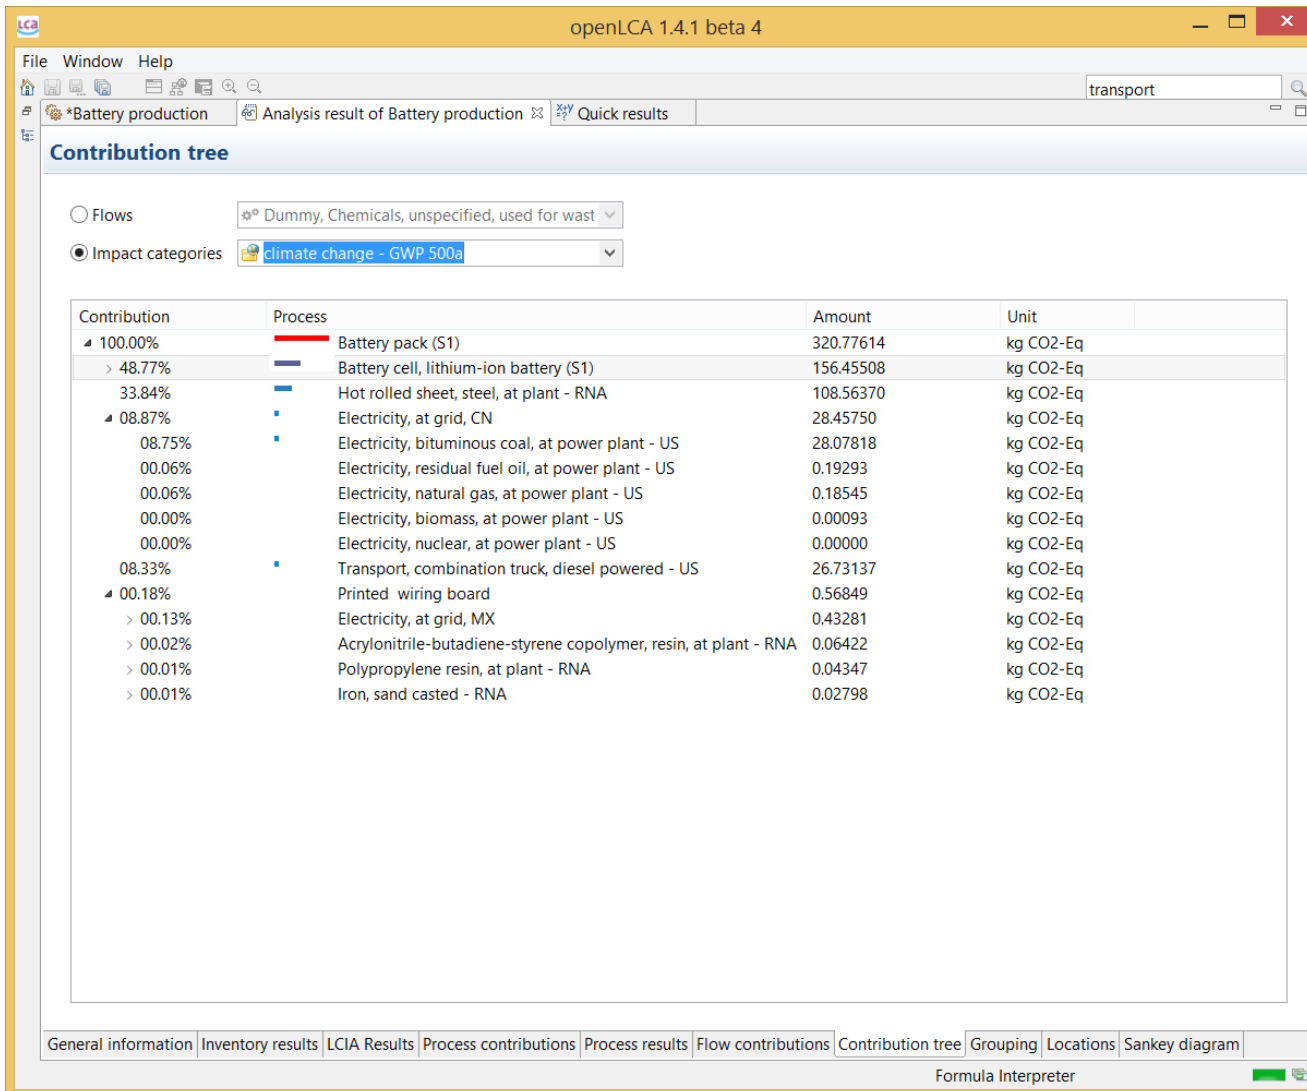 LCA
openLCA 1.4.1 beta 4
File Window Help
transport
*Battery production Analysis result of Battery production x+y=? Quick results
Contribution tree
Flows Dummy, Chemicals, unspecified, used for wast
Impact categories climate change - GWP 500a
Contribution Process Amount Unit
100.00% Battery pack (S1) 320.77614 kg CO2-Eq
48.77% Battery cell, lithium-ion battery (S1) 156.45508 kg CO2-Eq
33.84% Hot rolled sheet, steel, at plant - RNA 108.56370 kg CO2-Eq
08.87% Electricity, at grid, CN 28.45750 kg CO2-Eq
08.75% Electricity, bituminous coal, at power plant - US 28.07818 kg CO2-Eq
00.06% Electricity, residual fuel oil, at power plant - US 0.19293 kg CO2-Eq
00.06% Electricity, natural gas, at power plant - US 0.18545 kg CO2-Eq
00.00% Electricity, biomass, at power plant - US 0.00093 kg CO2-Eq
00.00% Electricity, nuclear, at power plant - US 0.00000 kg CO2-Eq
08.33% Transport, combination truck, diesel powered - US 26.73137 kg CO2-Eq
00.18% Printed  wiring board 0.56849 kg CO2-Eq
00.13% Electricity, at grid, MX 0.43281 kg CO2-Eq
00.02% Acrylonitrile-butadiene-styrene copolymer, resin, at plant - RNA 0.06422 kg CO2-Eq
00.01% Polypropylene resin, at plant - RNA 0.04347 kg CO2-Eq
00.01% Iron, sand casted - RNA 0.02798 kg CO2-Eq
General information Inventory results LCIA Results Process contributions Process results Flow contributions Contribution tree Grouping Locations Sankey diagram
Formula Interpreter